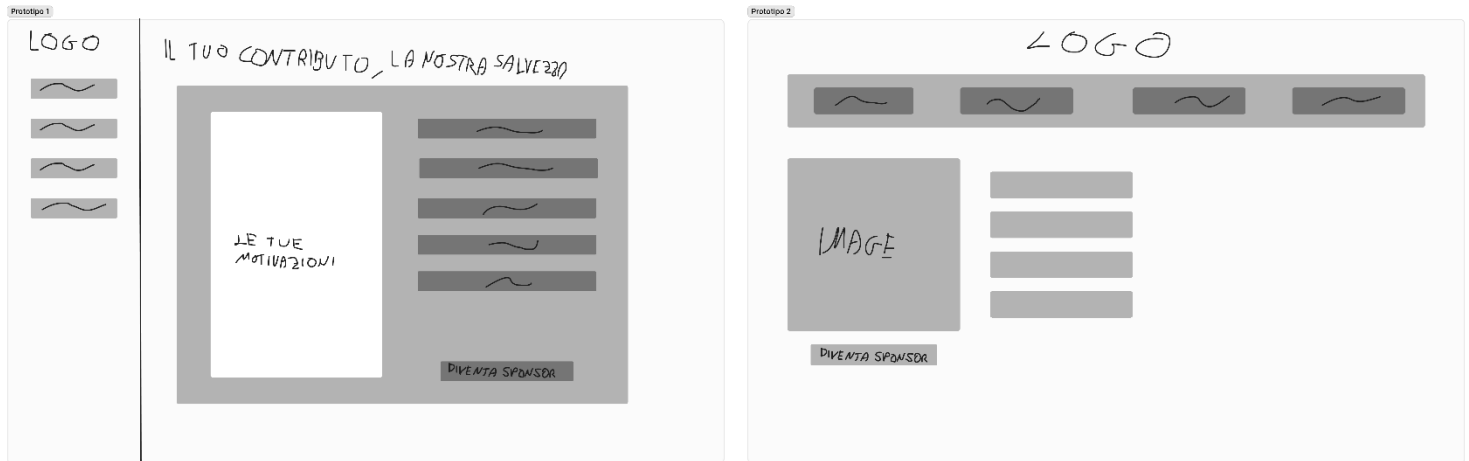 Prototipo 1
LOGO
IL TUO CONTRIBUTO, LA NOSTRA SALVEZZA
LE TUE
MOTIVAZIONI
DIVENTA SPONSOR
Prototipo 2
LOGO
IMAGE
DIVENTA SPONSOR